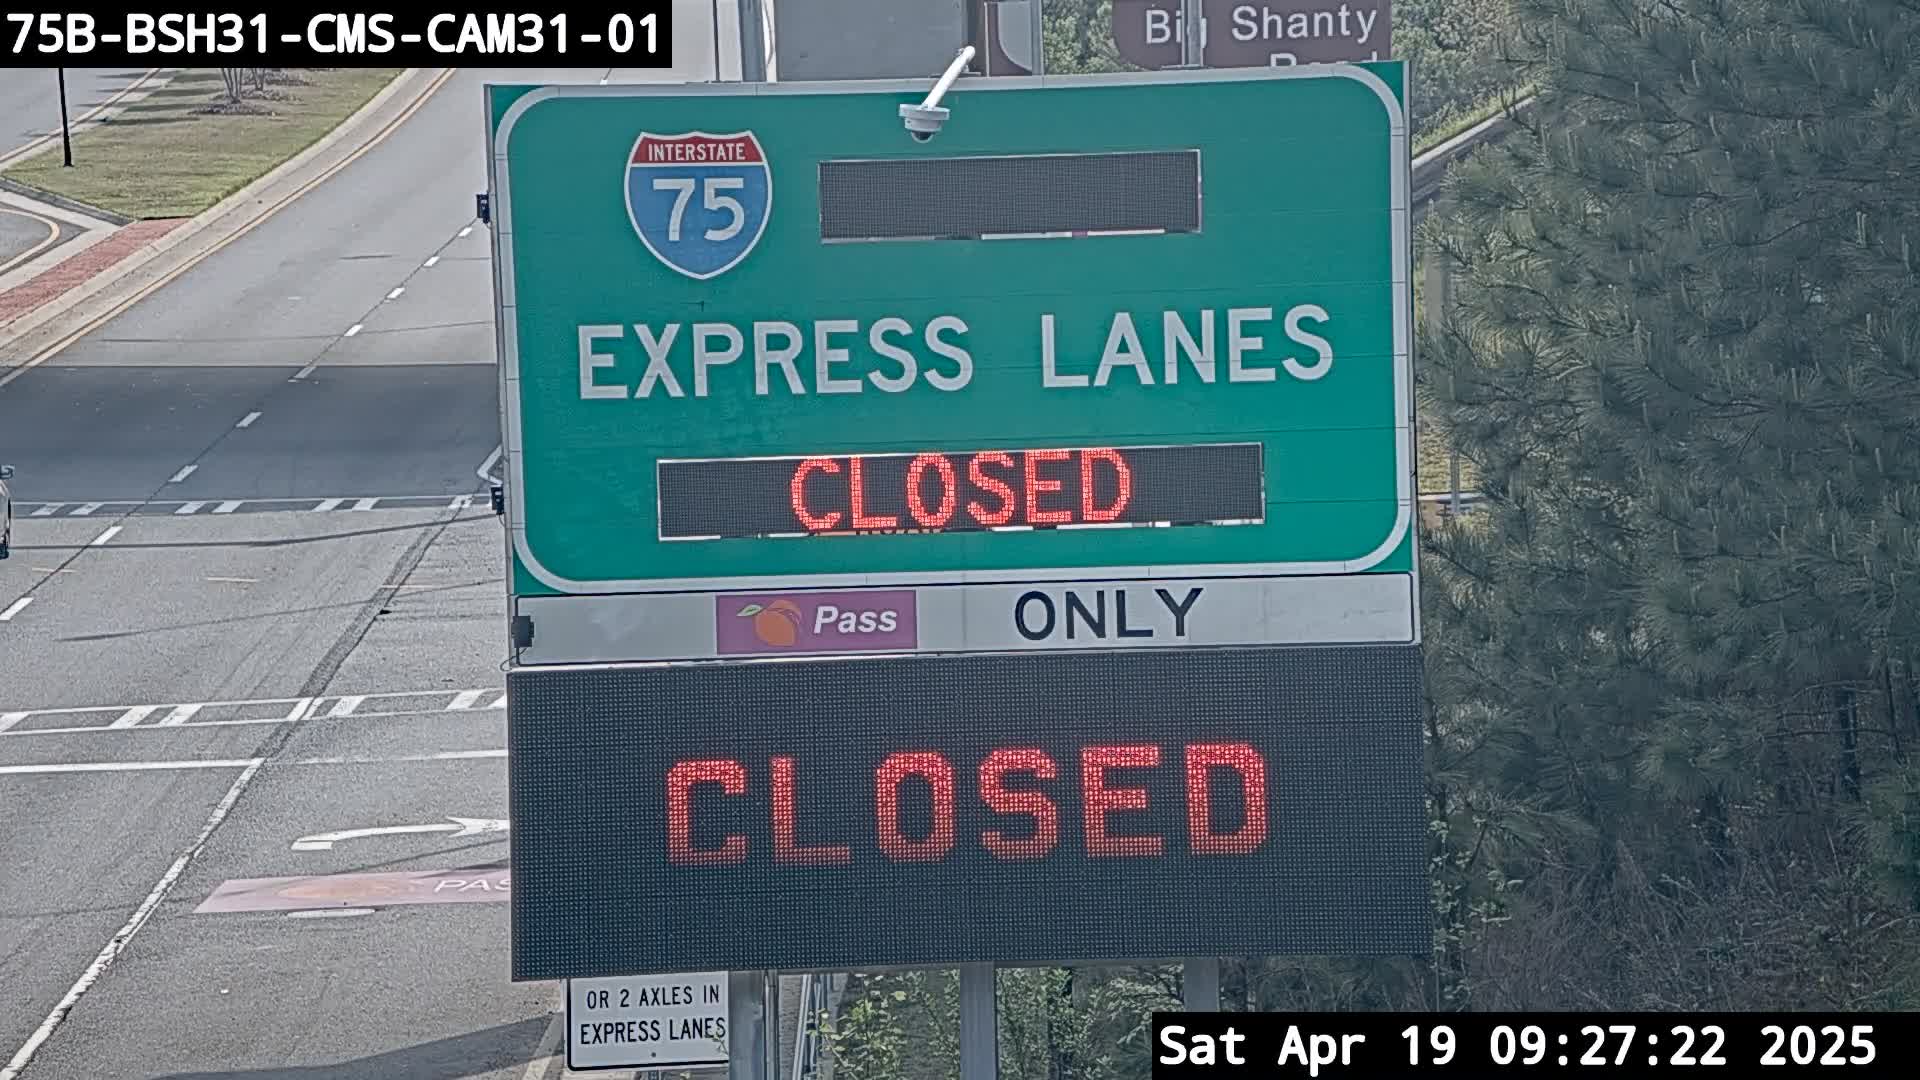 75B-BSH31-CMS-CAM31-01
Big Shanty
INTERSTATE
75
EXPRESS LANES
CLOSED
Pass ONLY
CLOSED
PAS
OR 2 AXLES IN
EXPRESS LANES
Sat Apr 19 09:27:22 2025